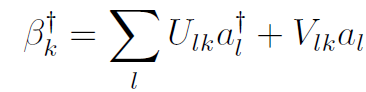 β_k^† = ∑_l U_{lk} a_l^† + V_{lk} a_l